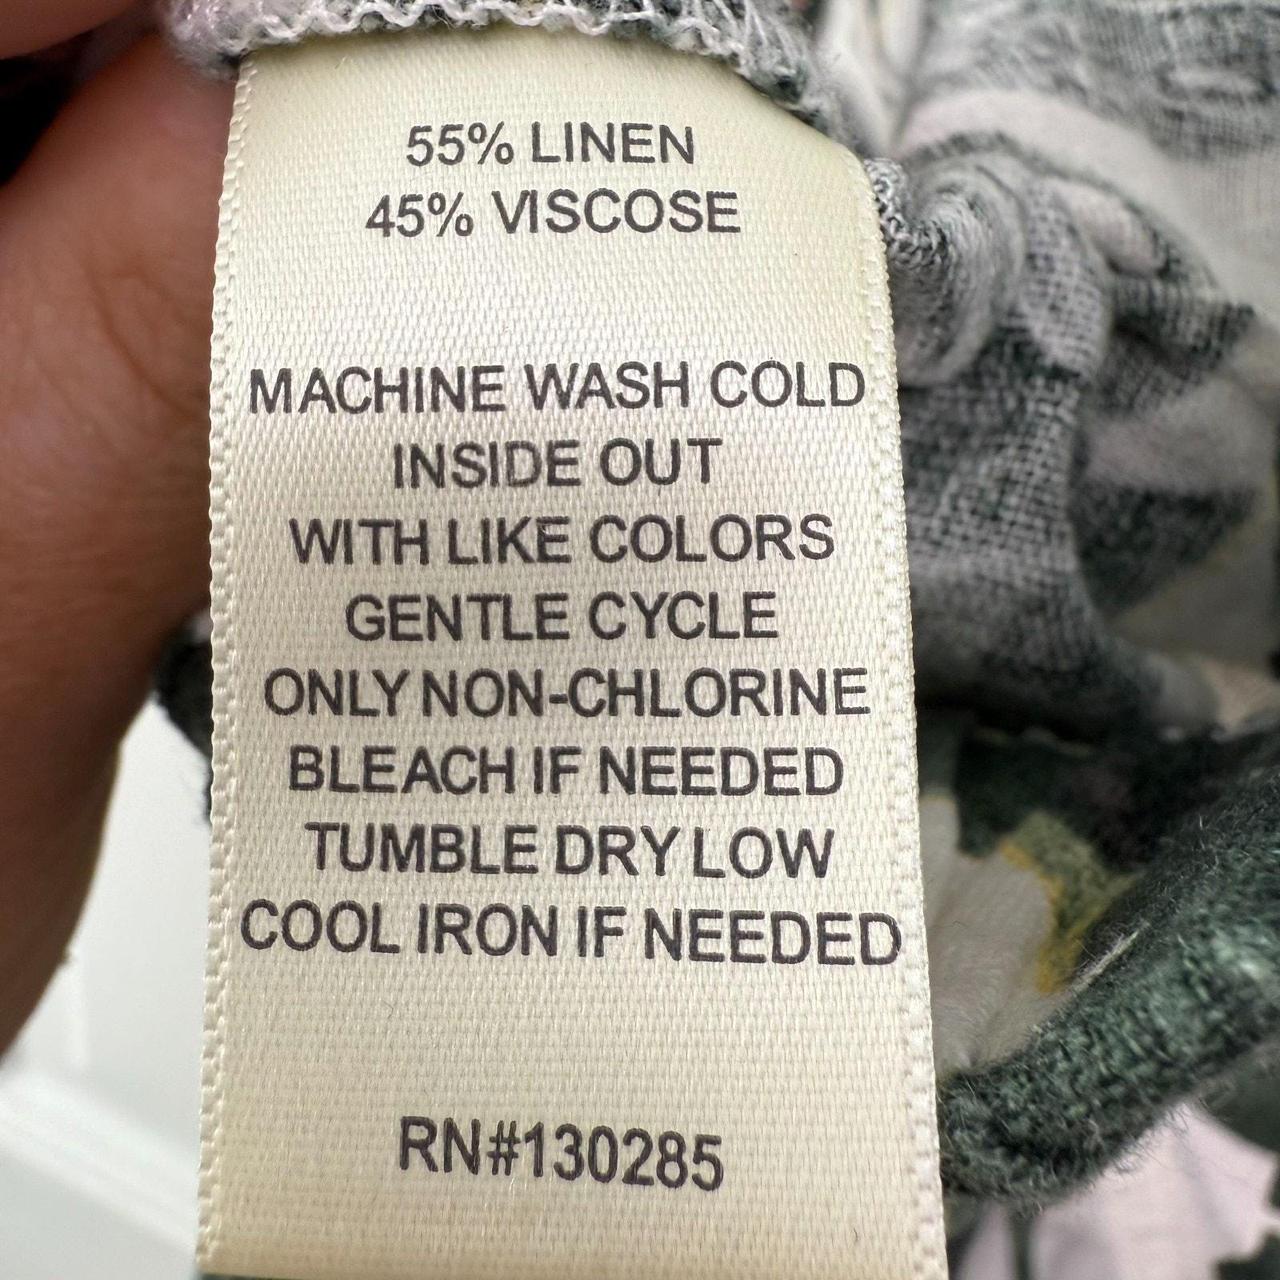 55% LINEN
45% VISCOSE
MACHINE WASH COLD
INSIDE OUT
WITH LIKE COLORS
GENTLE CYCLE
ONLY NON-CHLORINE
BLEACH IF NEEDED
TUMBLE DRY LOW
COOL IRON IF NEEDED
RN#130285